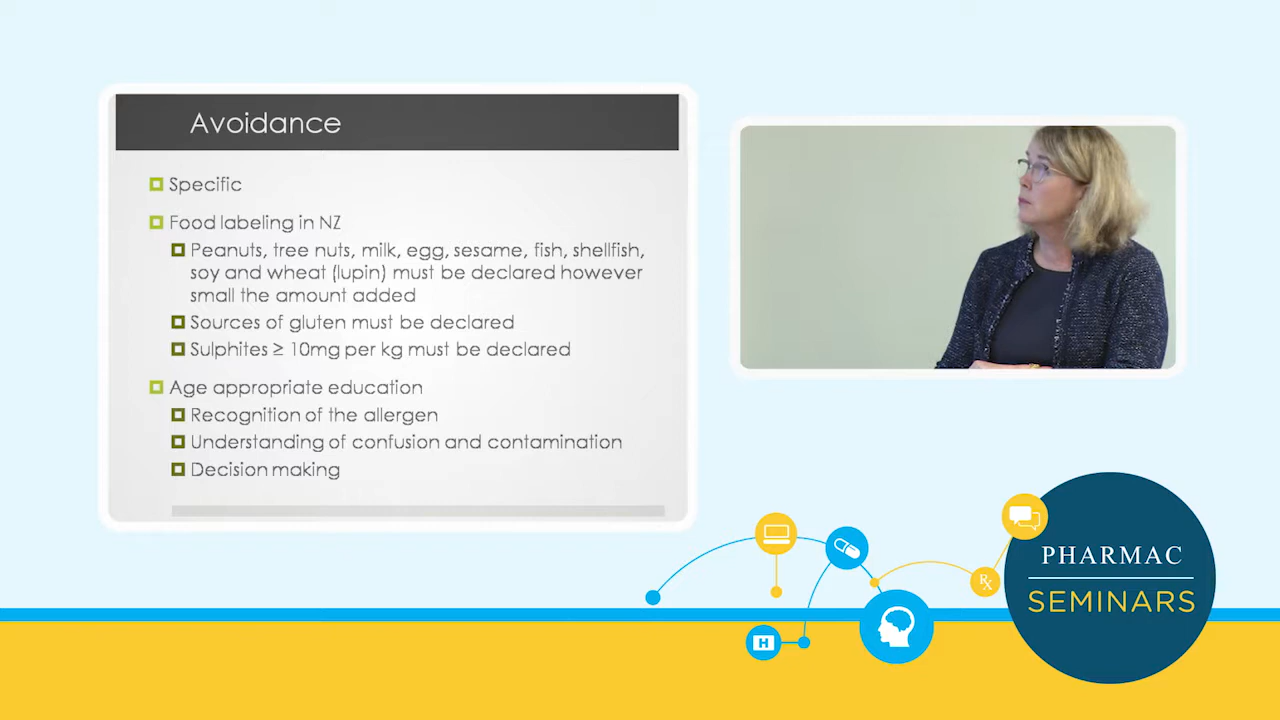 Avoidance
Specific
Food labeling in NZ
Peanuts, tree nuts, milk, egg, sesame, fish, shellfish,
soy and wheat (lupin) must be declared however
small the amount added
Sources of gluten must be declared
Sulphites ≥ 10mg per kg must be declared
Age appropriate education
Recognition of the allergen
Understanding of confusion and contamination
Decision making
H
Rx
PHARMAC
SEMINARS